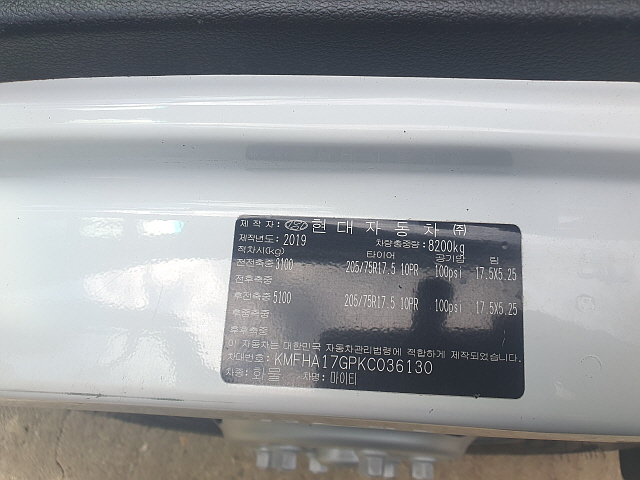 제작자: 현대자동차 ㈜
제작년도: 2019 차량총중량: 8200kg
적차시(kg) 타이어 공기압 림
전전축중 3100 205/75R17.5 10PR 100psi 17.5X5.25
전후축중
후전축중 5100 205/75R17.5 10PR 100psi 17.5X5.25
후중축중
후후축중
이 자동차는 대한민국 자동차관리법령에 적합하게 제작되었습니다
차대번호: KMFHA17GPKC036130
차종: 화물 차명: 마이티